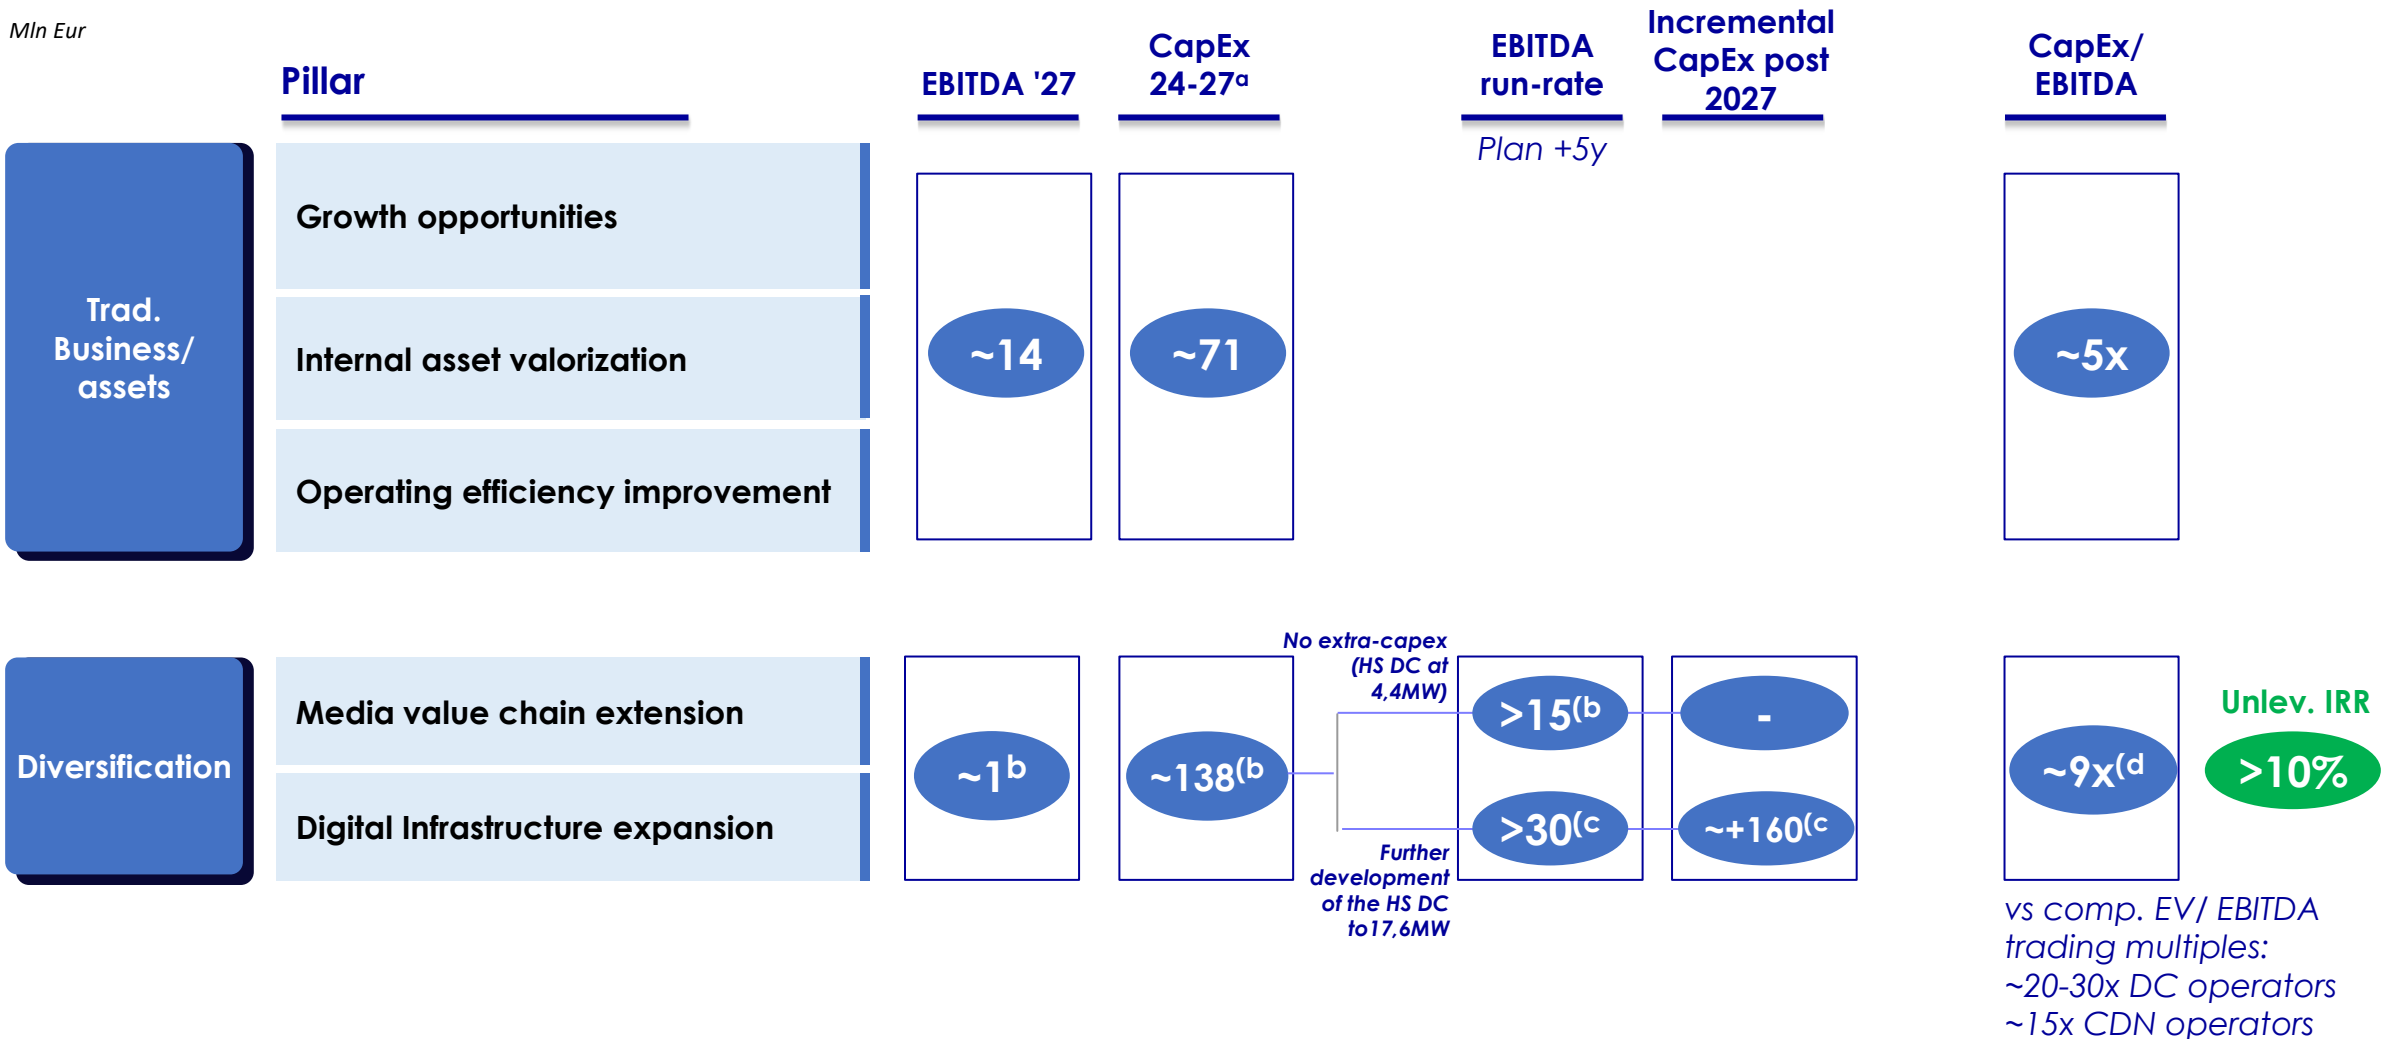 Mln Eur
Pillar
EBITDA '27
CapEx
24-27ª
EBITDA
run-rate
Incremental
CapEx post
2027
CapEx/
EBITDA
Plan +5y
Trad.
Business/
assets
Growth opportunities
Internal asset valorization
Operating efficiency improvement
~14
~71
~5x
Diversification
Media value chain extension
Digital Infrastructure expansion
~1b
~138(b
No extra-capex
(HS DC at
4,4MW)
>15(b
-
Further
development
of the HS DC
to17,6MW
>30(c
~+160(c
~9x(d
Unlev. IRR
>10%
vs comp. EV/ EBITDA
trading multiples:
~20-30x DC operators
~15x CDN operators